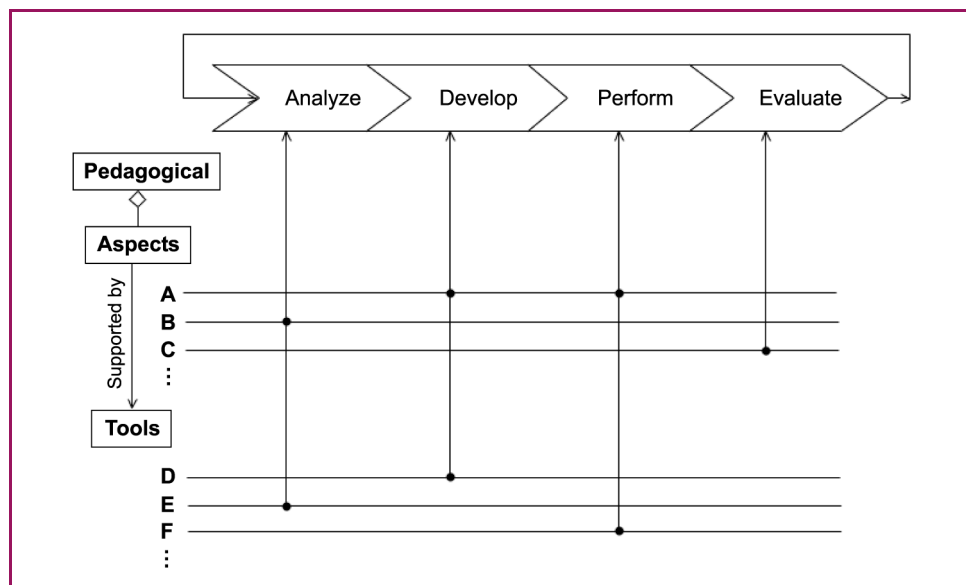 Analyze
Develop
Perform
Evaluate
Pedagogical
Aspects
Supported by
A
B
C
⋮
Tools
D
E
F
⋮